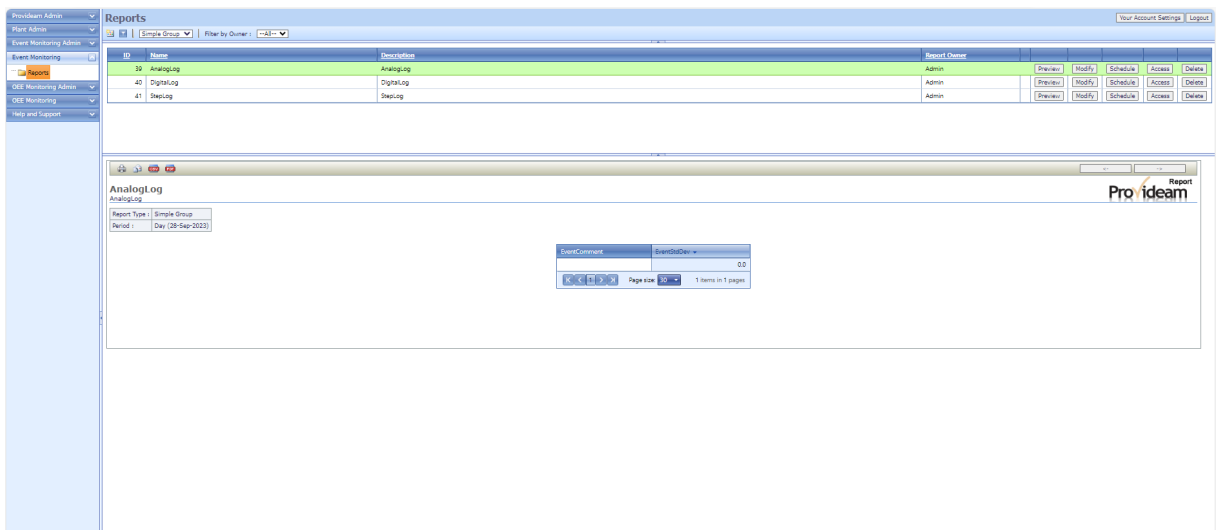 Provideam Admin
Plant Admin
Event Monitoring Admin
Event Monitoring
Reports
OEE Monitoring Admin
OEE Monitoring
Help and Support
Reports
Your Account Settings Logout
Simple Group Filter by Owner : --All--
ID Name Description Report Owner
39 AnalogLog AnalogLog Admin Preview Modify Schedule Access Delete
40 DigitalLog DigitalLog Admin Preview Modify Schedule Access Delete
41 StepLog StepLog Admin Preview Modify Schedule Access Delete
AnalogLog
AnalogLog
Report
Provideam
Report Type : Simple Group
Period : Day (28-Sep-2023)
EventComment EventStdDev
0.0
1 Page size: 30 1 items in 1 pages